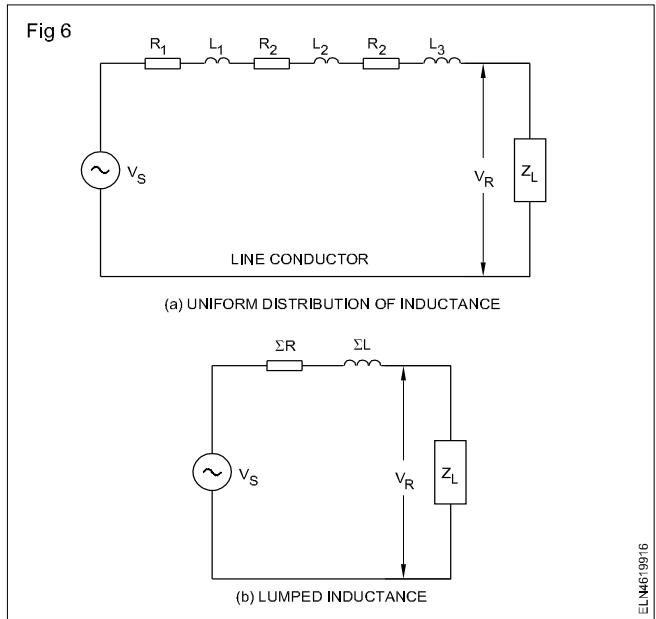 Fig 6
R1 L1 R2 L2 R2 L3
VS
VR
ZL
LINE CONDUCTOR
(a) UNIFORM DISTRIBUTION OF INDUCTANCE
ΣR ΣL
VS
VR
ZL
(b) LUMPED INDUCTANCE
ELN4619916